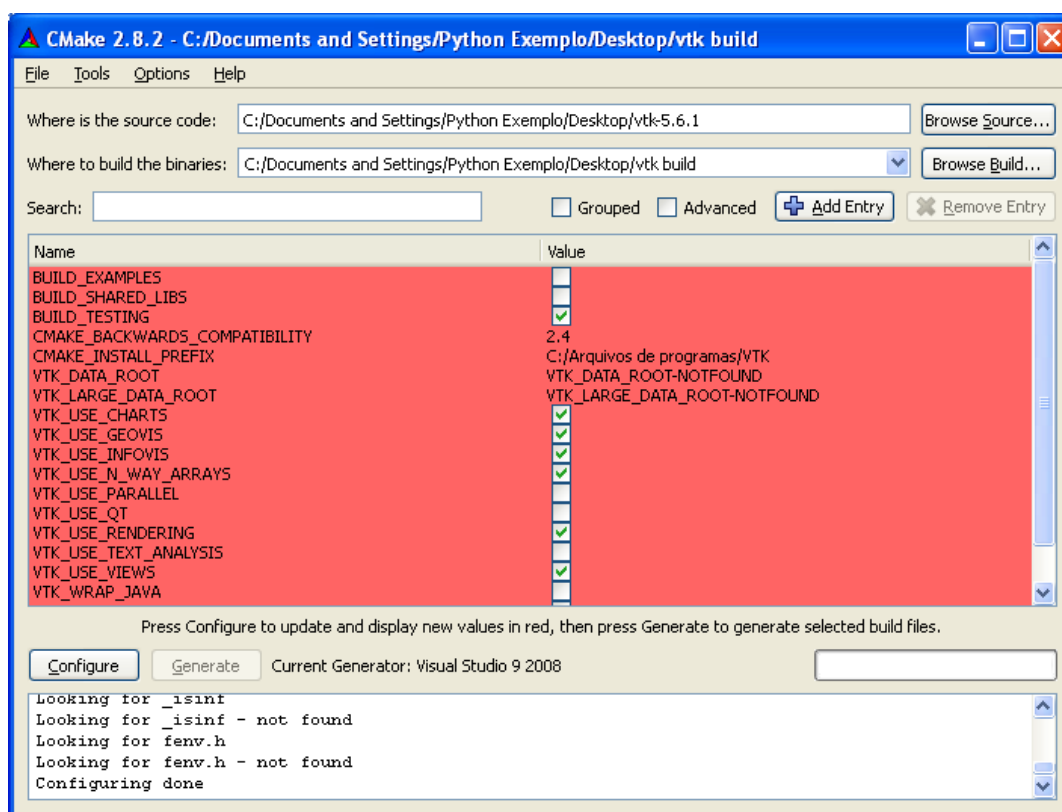 CMake 2.8.2 - C:/Documents and Settings/Python Exemplo/Desktop/vtk build
File Tools Options Help
Where is the source code: C:/Documents and Settings/Python Exemplo/Desktop/vtk-5.6.1 Browse Source...
Where to build the binaries: C:/Documents and Settings/Python Exemplo/Desktop/vtk build Browse Build...
Search: Grouped Advanced Add Entry Remove Entry
Name Value
BUILD_EXAMPLES
BUILD_SHARED_LIBS
BUILD_TESTING
CMAKE_BACKWARDS_COMPATIBILITY 2.4
CMAKE_INSTALL_PREFIX C:/Arquivos de programas/VTK
VTK_DATA_ROOT VTK_DATA_ROOT-NOTFOUND
VTK_LARGE_DATA_ROOT VTK_LARGE_DATA_ROOT-NOTFOUND
VTK_USE_CHARTS
VTK_USE_GEOVIS
VTK_USE_INFOVIS
VTK_USE_N_WAY_ARRAYS
VTK_USE_PARALLEL
VTK_USE_QT
VTK_USE_RENDERING
VTK_USE_TEXT_ANALYSIS
VTK_USE_VIEWS
VTK_WRAP_JAVA
Press Configure to update and display new values in red, then press Generate to generate selected build files.
Configure Generate Current Generator: Visual Studio 9 2008
Looking for _isinf
Looking for _isinf - not found
Looking for fenv.h
Looking for fenv.h - not found
Configuring done